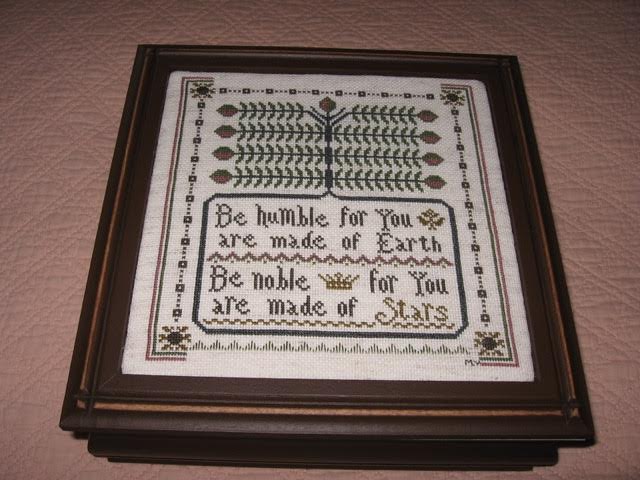 Be humble for You
are made of Earth
Be noble for You
are made of Stars